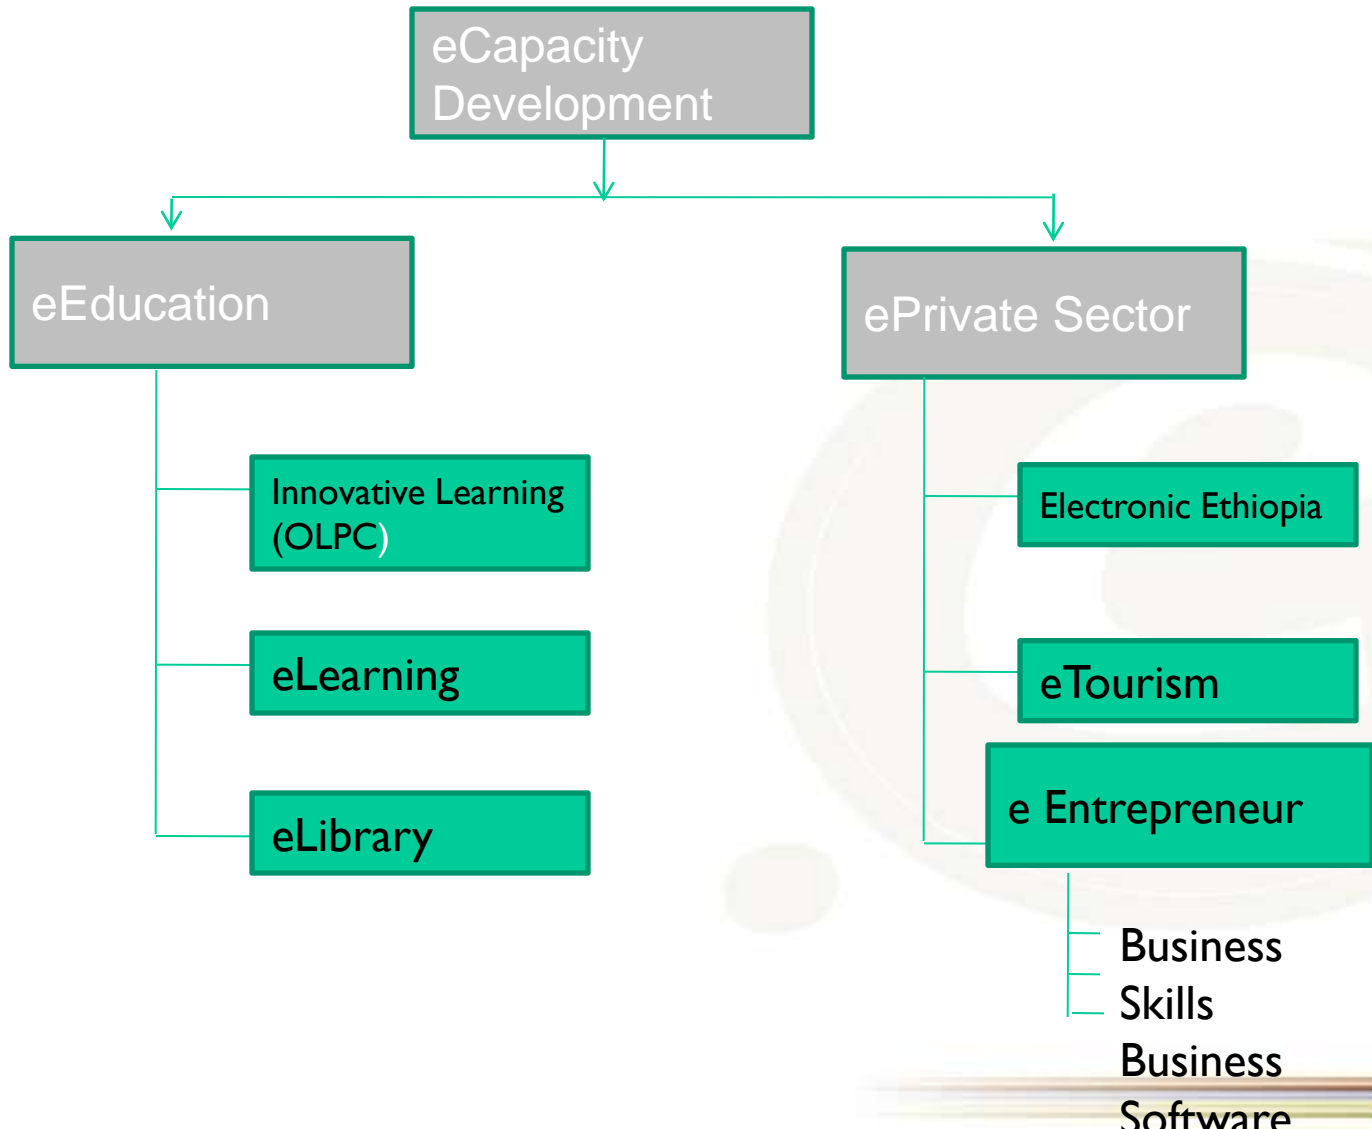 eCapacity
Development
eEducation
ePrivate Sector
Innovative Learning
(OLPC)
Electronic Ethiopia
eLearning
eTourism
e Entrepreneur
eLibrary
Business
Skills
Business
Software